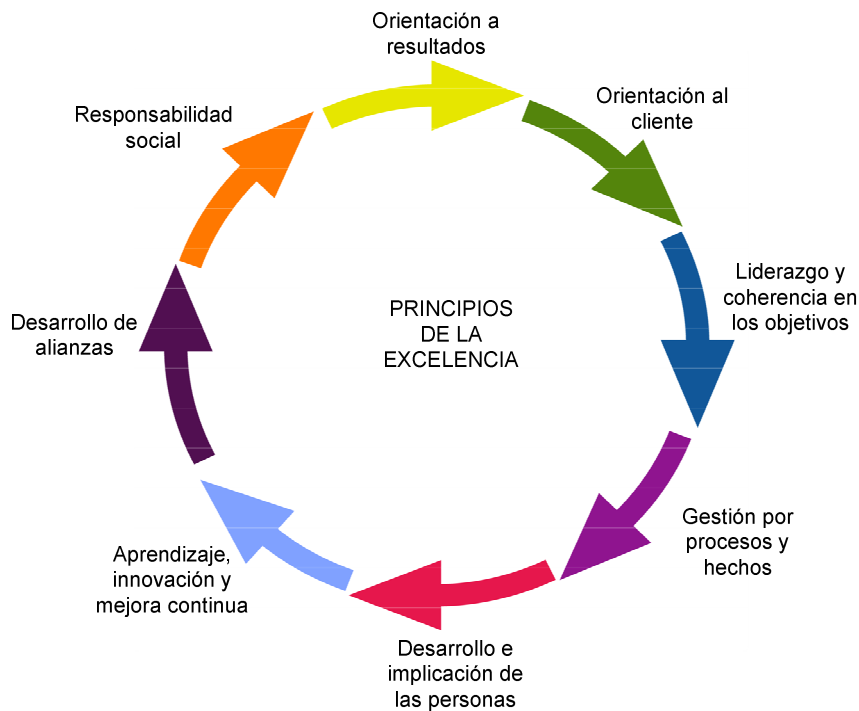 Orientación a
resultados
Orientación al
cliente
Liderazgo y
coherencia en
los objetivos
Gestión por
procesos y
hechos
Desarrollo e
implicación de
las personas
Aprendizaje,
innovación y
mejora continua
Desarrollo de
alianzas
Responsabilidad
social
PRINCIPIOS
DE LA
EXCELENCIA